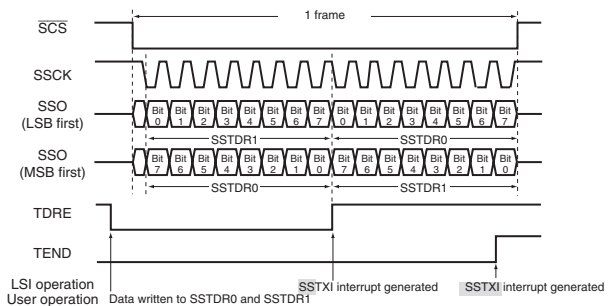 1 frame
SCS
SSCK
SSO
(LSB first)
Bit 0 Bit 1 Bit 2 Bit 3 Bit 4 Bit 5 Bit 6 Bit 7 Bit 0 Bit 1 Bit 2 Bit 3 Bit 4 Bit 5 Bit 6 Bit 7
SSTDR1 SSTDR0
SSO
(MSB first)
Bit 7 Bit 6 Bit 5 Bit 4 Bit 3 Bit 2 Bit 1 Bit 0 Bit 7 Bit 6 Bit 5 Bit 4 Bit 3 Bit 2 Bit 1 Bit 0
SSTDR0 SSTDR1
TDRE
TEND
LSI operation SSTXI interrupt generated SSTXI interrupt generated
User operation Data written to SSTDR0 and SSTDR1